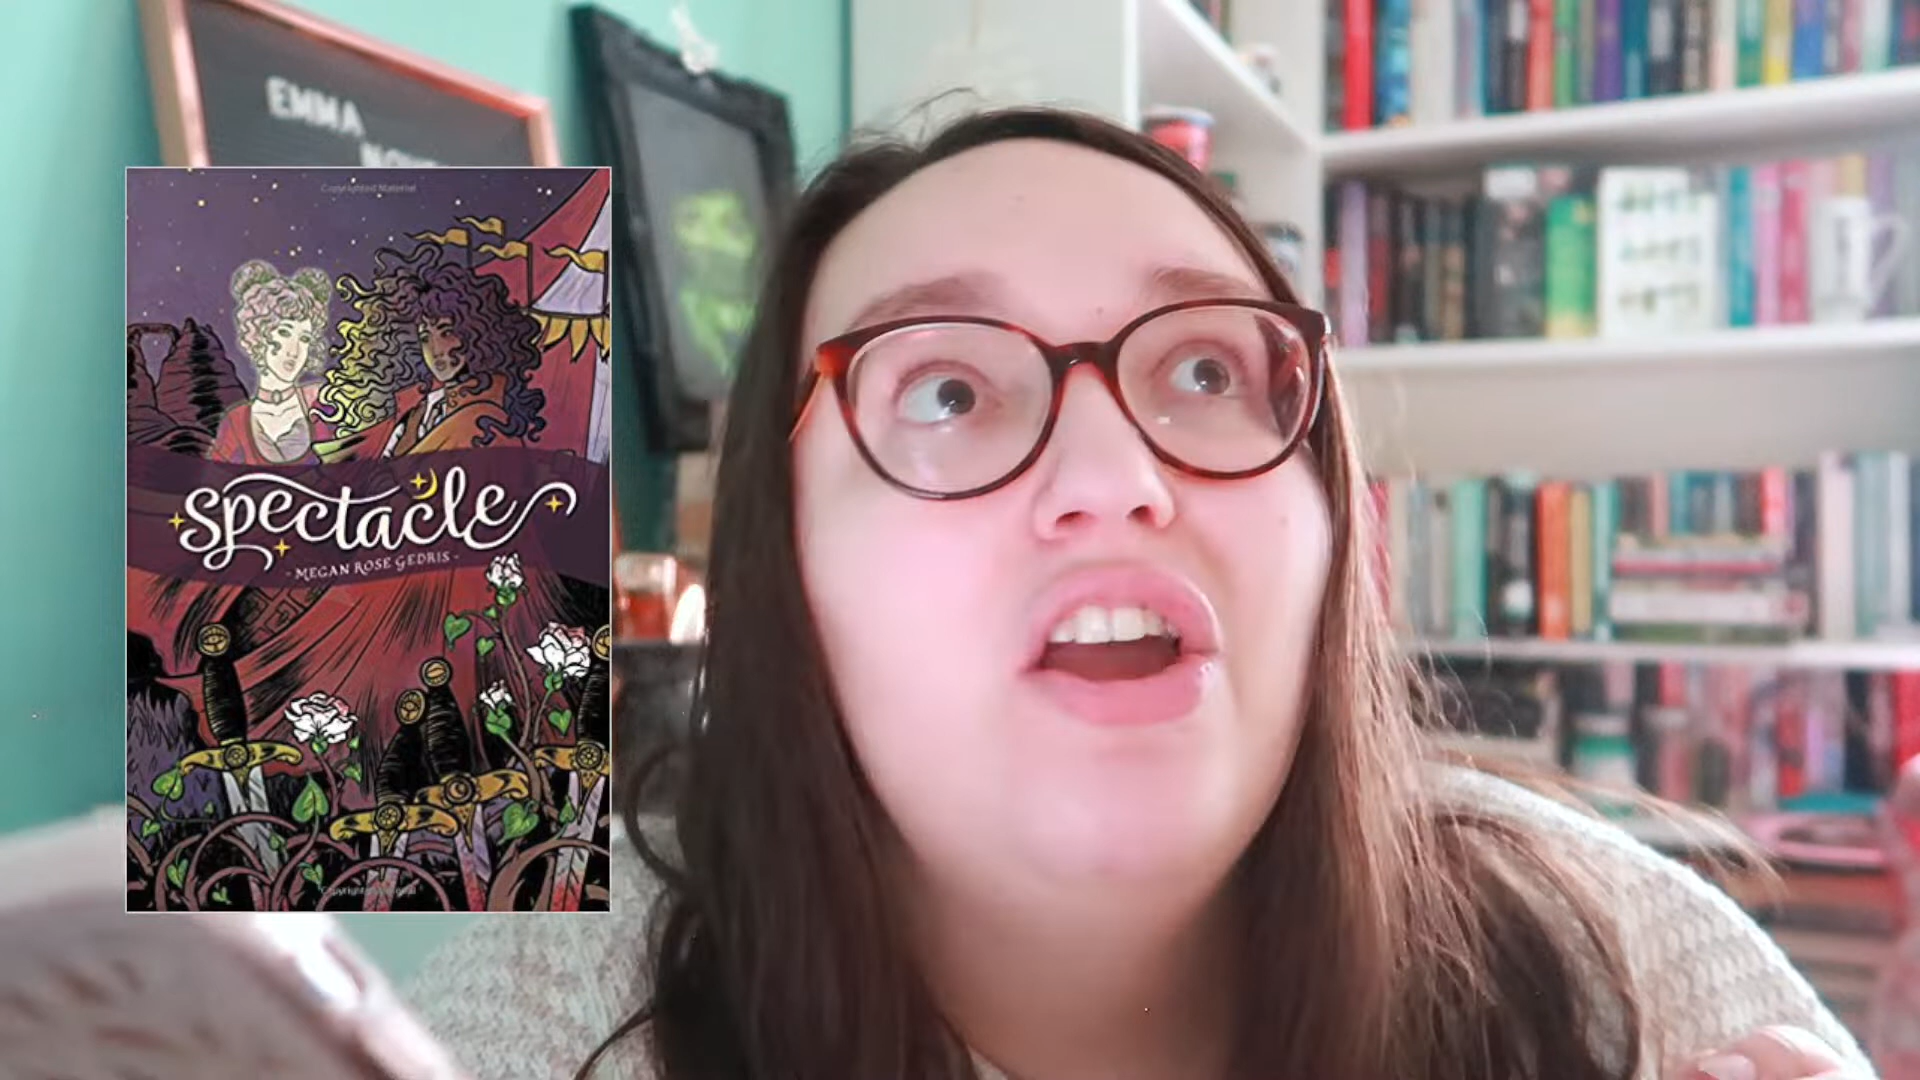 EMMA
Copyrighted Material
spectacle
- MEGAN ROSE GEDRIS -
Copyrighted Material